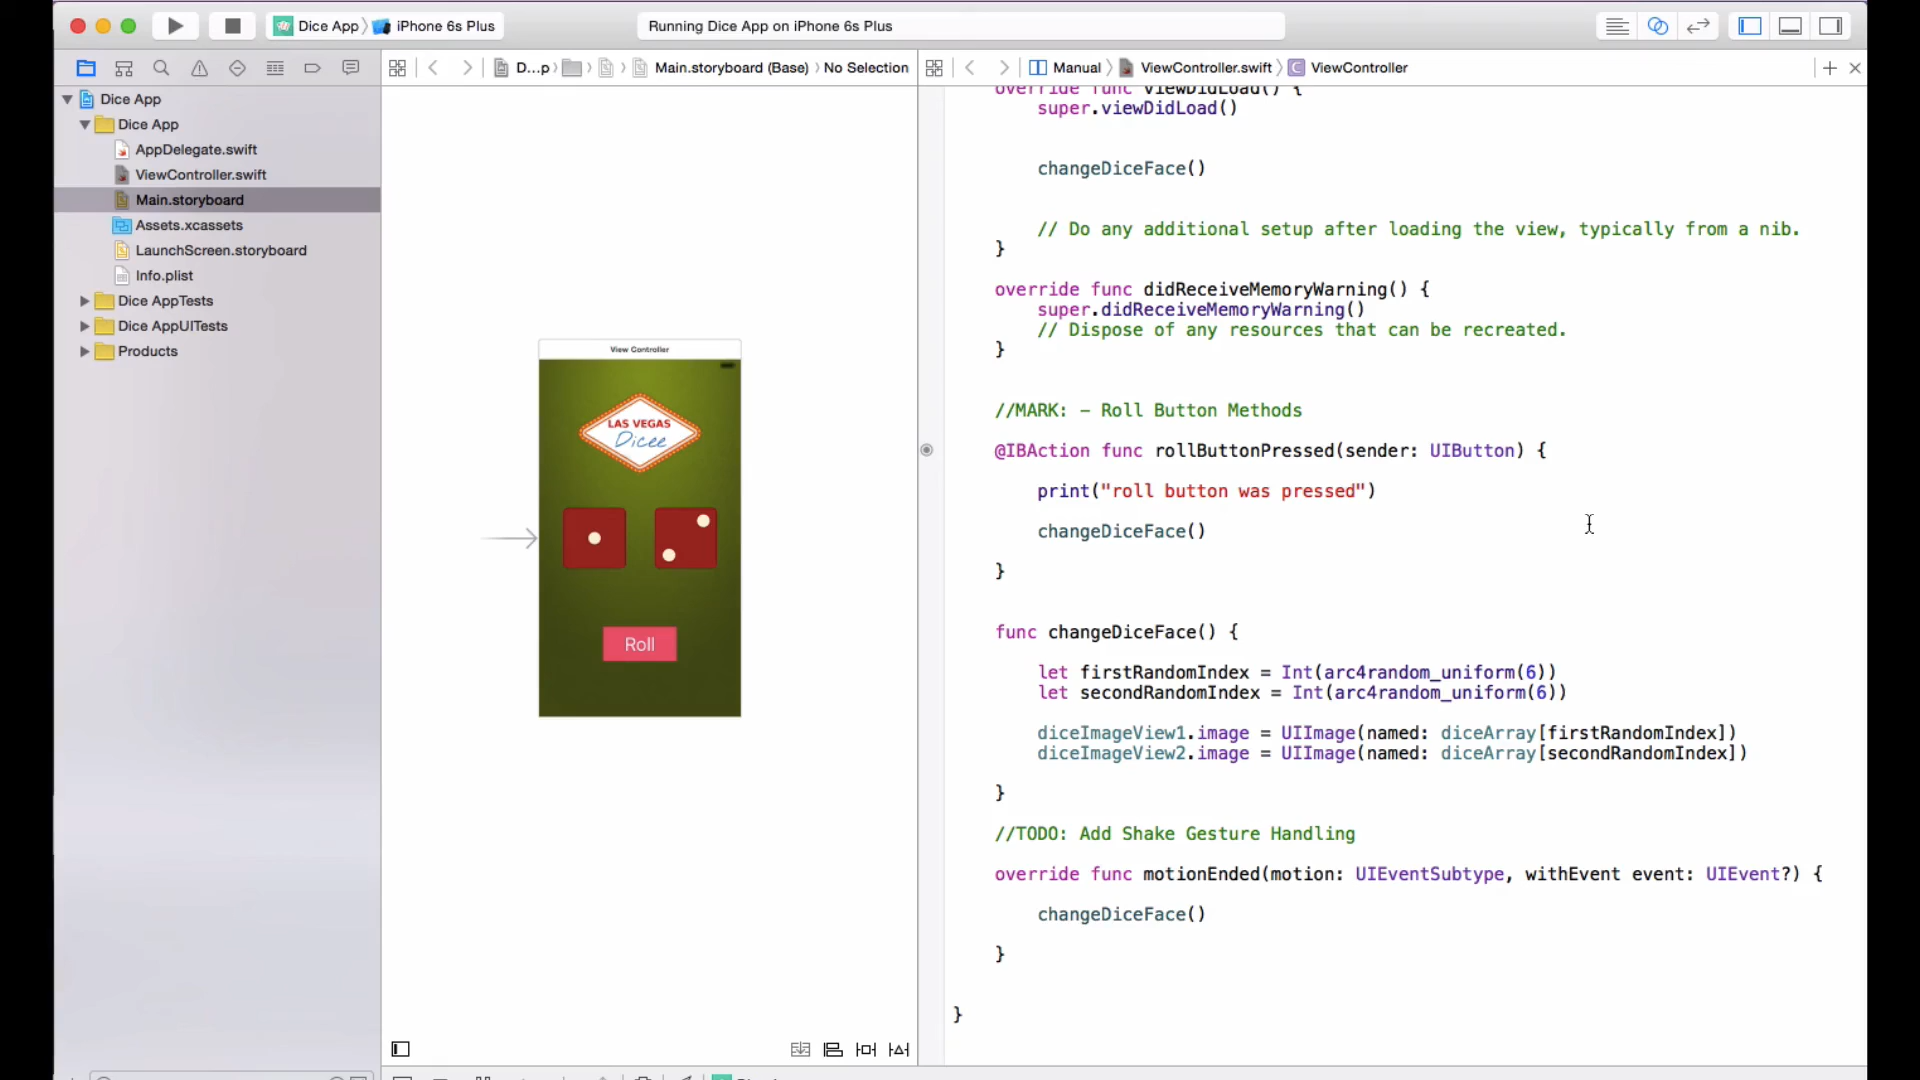 Dice App
iPhone 6s Plus
Running Dice App on iPhone 6s Plus
D...p
Main.storyboard (Base)
No Selection
Manual
ViewController.swift
ViewController
Dice App
Dice App
AppDelegate.swift
ViewController.swift
Main.storyboard
Assets.xcassets
LaunchScreen.storyboard
Info.plist
Dice AppTests
Dice AppUITests
Products
View Controller
LAS VEGAS
Dicee
Roll
override func viewDidLoad() {
super.viewDidLoad()
changeDiceFace()
// Do any additional setup after loading the view, typically from a nib.
}
override func didReceiveMemoryWarning() {
super.didReceiveMemoryWarning()
// Dispose of any resources that can be recreated.
}
//MARK: - Roll Button Methods
@IBAction func rollButtonPressed(sender: UIButton) {
print("roll button was pressed")
changeDiceFace()
}
func changeDiceFace() {
let firstRandomIndex = Int(arc4random_uniform(6))
let secondRandomIndex = Int(arc4random_uniform(6))
diceImageView1.image = UIImage(named: diceArray[firstRandomIndex])
diceImageView2.image = UIImage(named: diceArray[secondRandomIndex])
}
//TODO: Add Shake Gesture Handling
override func motionEnded(motion: UIEventSubtype, withEvent event: UIEvent?) {
changeDiceFace()
}
}